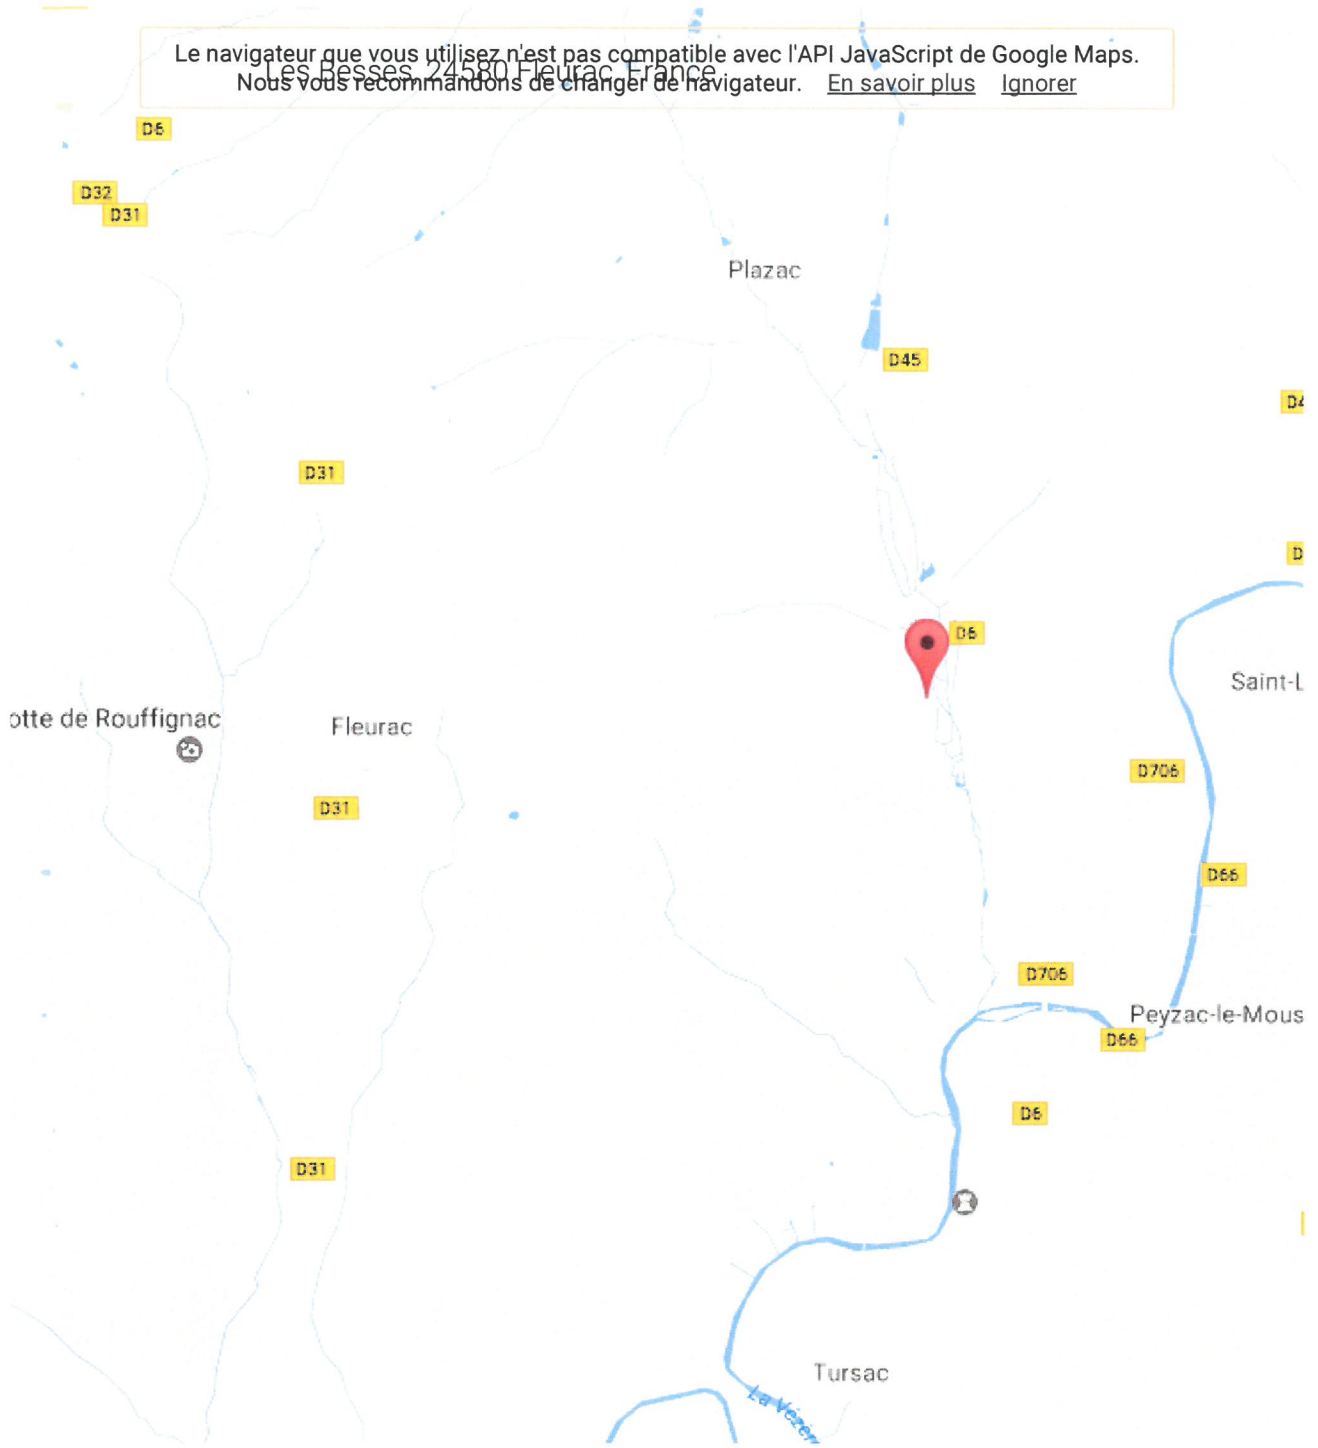 Le navigateur que vous utilisez n'est pas compatible avec l'API JavaScript de Google Maps.
Les Besses, 24580 Fleurac, France
Nous vous recommandons de changer de navigateur. En savoir plus Ignorer
D6
D32
D31
Plazac
D45
D4
D31
D
D6
Saint-L
otte de Rouffignac
Fleurac
D706
D31
D66
D706
Peyzac-le-Mous
D66
D6
D31
Tursac
La Vézèr